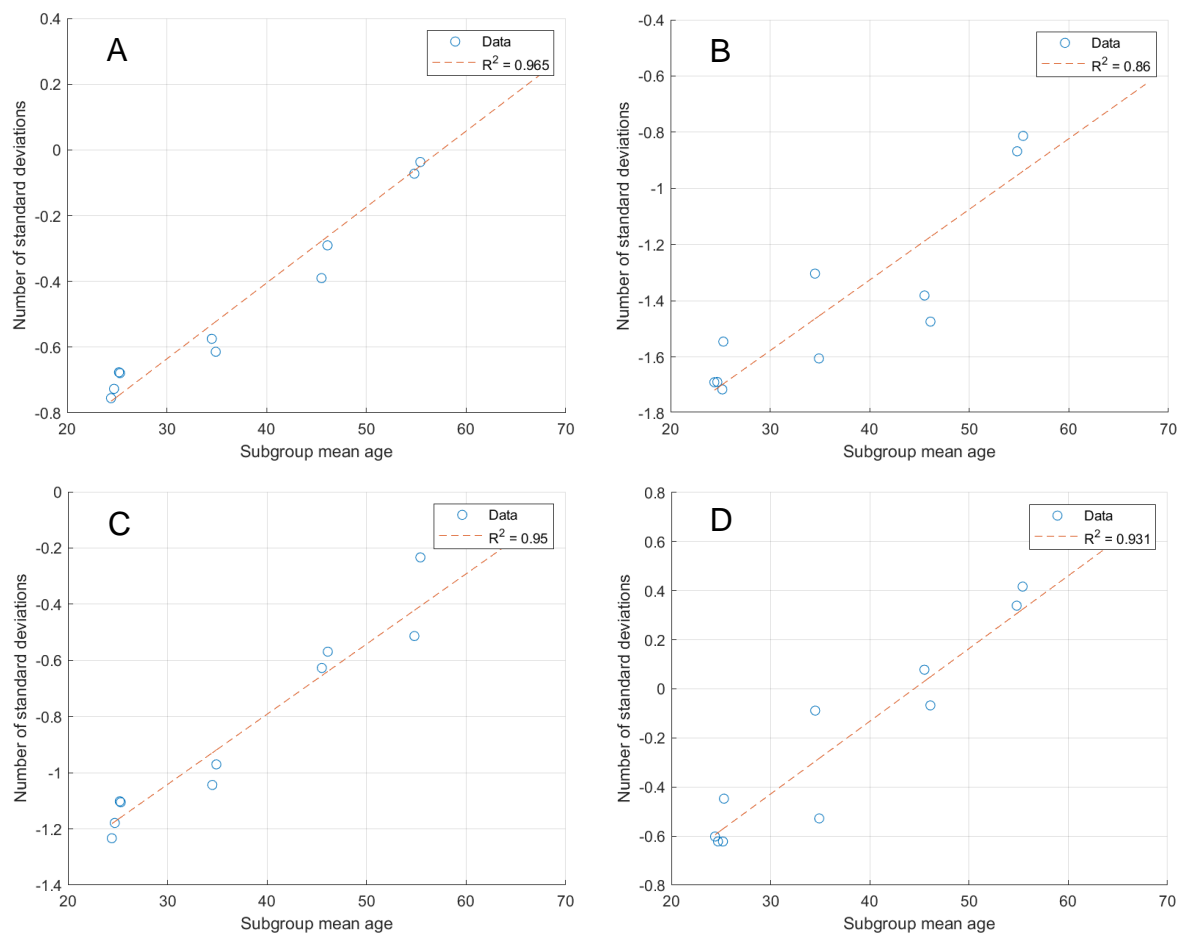 A
Data
R² = 0.965
0.4
0.2
0
-0.2
-0.4
-0.6
-0.8
Number of standard deviations
20 30 40 50 60 70
Subgroup mean age
B
Data
R² = 0.86
-0.4
-0.6
-0.8
-1
-1.2
-1.4
-1.6
-1.8
Number of standard deviations
20 30 40 50 60 70
Subgroup mean age
C
Data
R² = 0.95
0
-0.2
-0.4
-0.6
-0.8
-1
-1.2
-1.4
Number of standard deviations
20 30 40 50 60 70
Subgroup mean age
D
Data
R² = 0.931
0.8
0.6
0.4
0.2
0
-0.2
-0.4
-0.6
-0.8
Number of standard deviations
20 30 40 50 60 70
Subgroup mean age